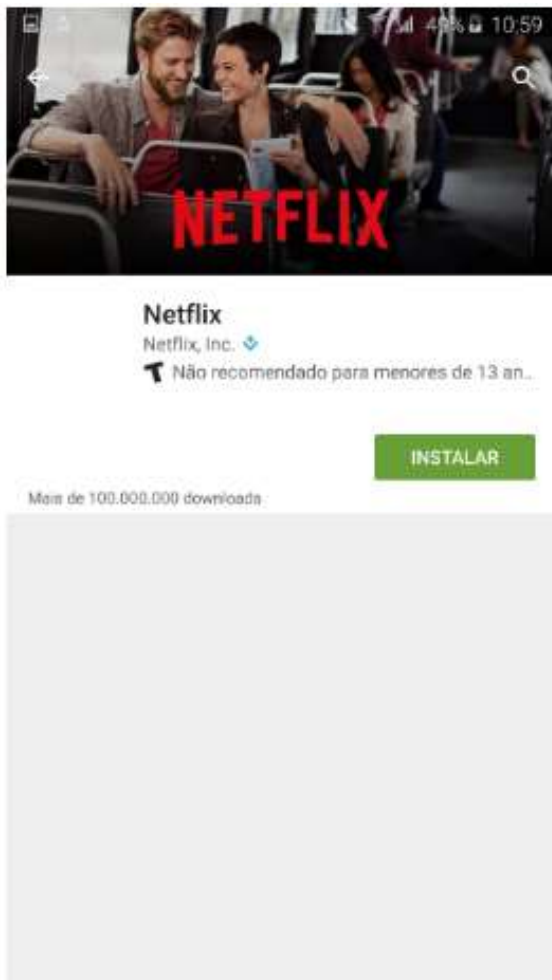 49% 10:59
NETFLIX
Netflix
Netflix, Inc.
T Não recomendado para menores de 13 an...
INSTALAR
Mais de 100.000.000 downloads